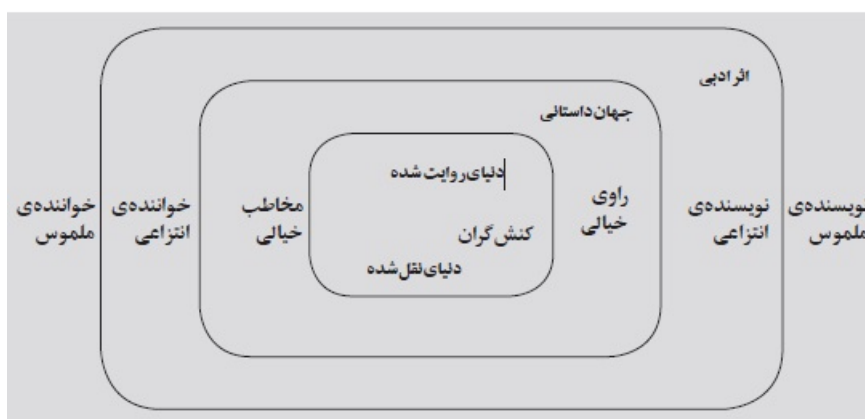 اثر ادبی
جهان داستانی
دنیای روایت شده
نویسنده‌ی
ملموس
نویسنده‌ی
انتزاعی
راوی
خیالی
کنش گران
مخاطب
خیالی
خواننده‌ی
انتزاعی
خواننده‌ی
ملموس
دنیای نقل شده